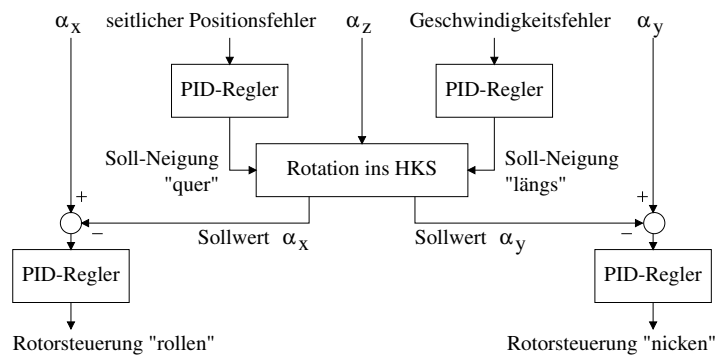 αx seitlicher Positionsfehler αz Geschwindigkeitsfehler αy
PID-Regler PID-Regler
Soll-Neigung
"quer"
Rotation ins HKS
Soll-Neigung
"längs"
+ +
− −
Sollwert αx Sollwert αy
PID-Regler PID-Regler
Rotorsteuerung "rollen" Rotorsteuerung "nicken"